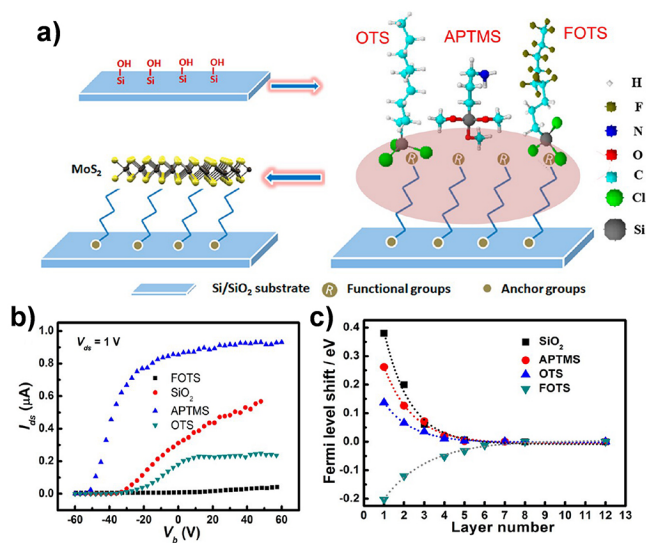 a)
OH OH OH OH
Si Si Si Si
MoS2
OTS APTMS FOTS
H
F
N
O
C
Cl
Si
R R R R
Si/SiO2 substrate R Functional groups Anchor groups
b)
Vds = 1 V
FOTS
SiO2
APTMS
OTS
Ids (μA)
1.0
0.8
0.6
0.4
0.2
0.0
-60 -40 -20 0 20 40 60
Vb (V)
c)
SiO2
APTMS
OTS
FOTS
Fermi level shift / eV
0.4
0.3
0.2
0.1
0.0
-0.1
-0.2
0 1 2 3 4 5 6 7 8 9 10 11 12 13
Layer number